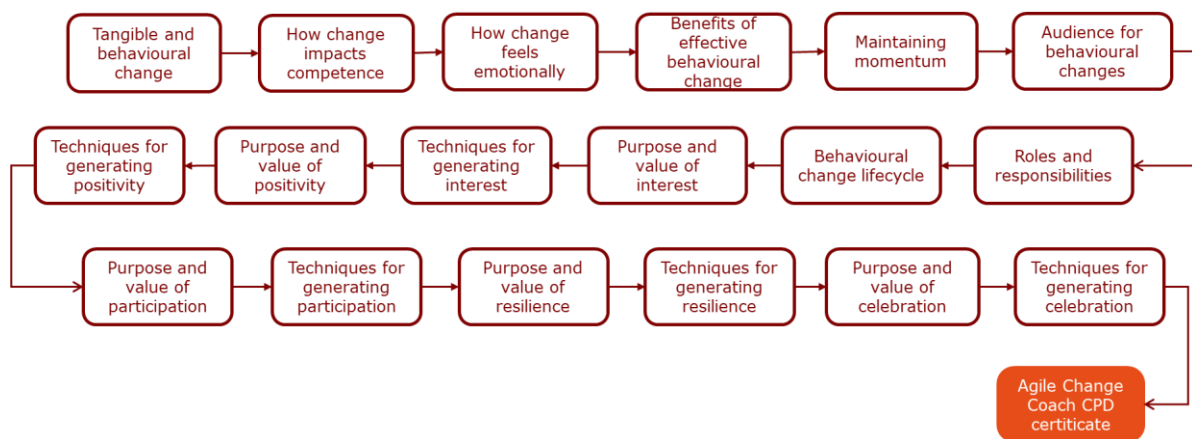 Tangible and
behavioural
change
How change
impacts
competence
How change
feels
emotionally
Benefits of
effective
behavioural
change
Maintaining
momentum
Audience for
behavioural
changes
Roles and
responsibilities
Behavioural
change lifecycle
Purpose and
value of
interest
Techniques for
generating
interest
Purpose and
value of
positivity
Techniques for
generating
positivity
Purpose and
value of
participation
Techniques for
generating
participation
Purpose and
value of
resilience
Techniques for
generating
resilience
Purpose and
value of
celebration
Techniques for
generating
celebration
Agile Change
Coach CPD
certiticate